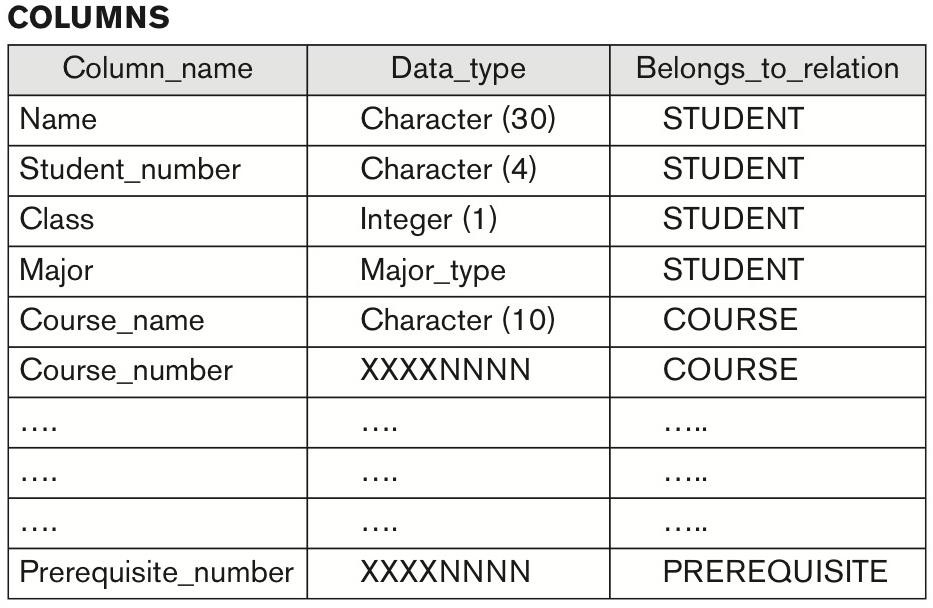 COLUMNS
Column_name Data_type Belongs_to_relation
Name Character (30) STUDENT
Student_number Character (4) STUDENT
Class Integer (1) STUDENT
Major Major_type STUDENT
Course_name Character (10) COURSE
Course_number XXXXNNNN COURSE
…. …. …..
…. …. …..
…. …. …..
Prerequisite_number XXXXNNNN PREREQUISITE